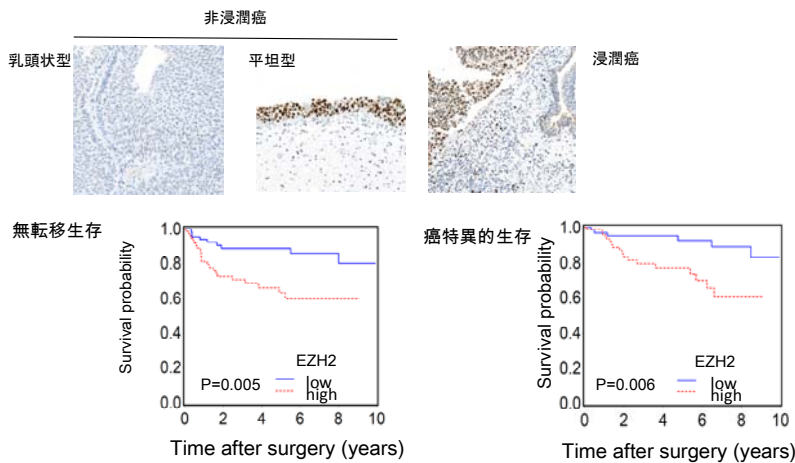 非浸潤癌
乳頭状型
平坦型
浸潤癌
無転移生存
Survival probability
1.0
0.8
0.6
0.4
0.2
0.0
EZH2
P=0.005
low
high
0 2 4 6 8 10
Time after surgery (years)
癌特異的生存
Survival probability
1.0
0.8
0.6
0.4
0.2
0.0
EZH2
P=0.006
low
high
0 2 4 6 8 10
Time after surgery (years)